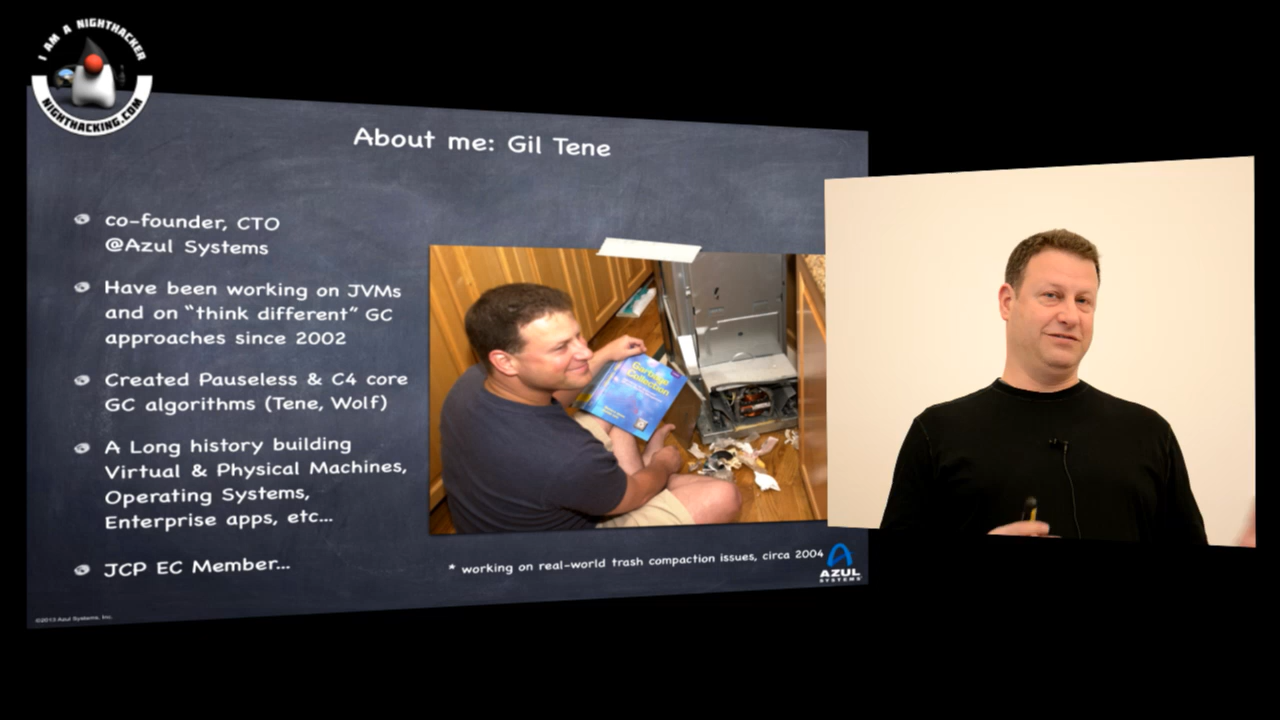 I AM A NIGHTHACKER
NIGHTHACKING.COM
About me: Gil Tene
co-founder, CTO
@Azul Systems
Have been working on JVMs
and on “think different” GC
approaches since 2002
Created Pauseless & C4 core
GC algorithms (Tene, Wolf)
A Long history building
Virtual & Physical Machines,
Operating Systems,
Enterprise apps, etc...
JCP EC Member...
Garbage
Collection
* working on real-world trash compaction issues, circa 2004
AZUL
SYSTEMS
©2013 Azul Systems, Inc.